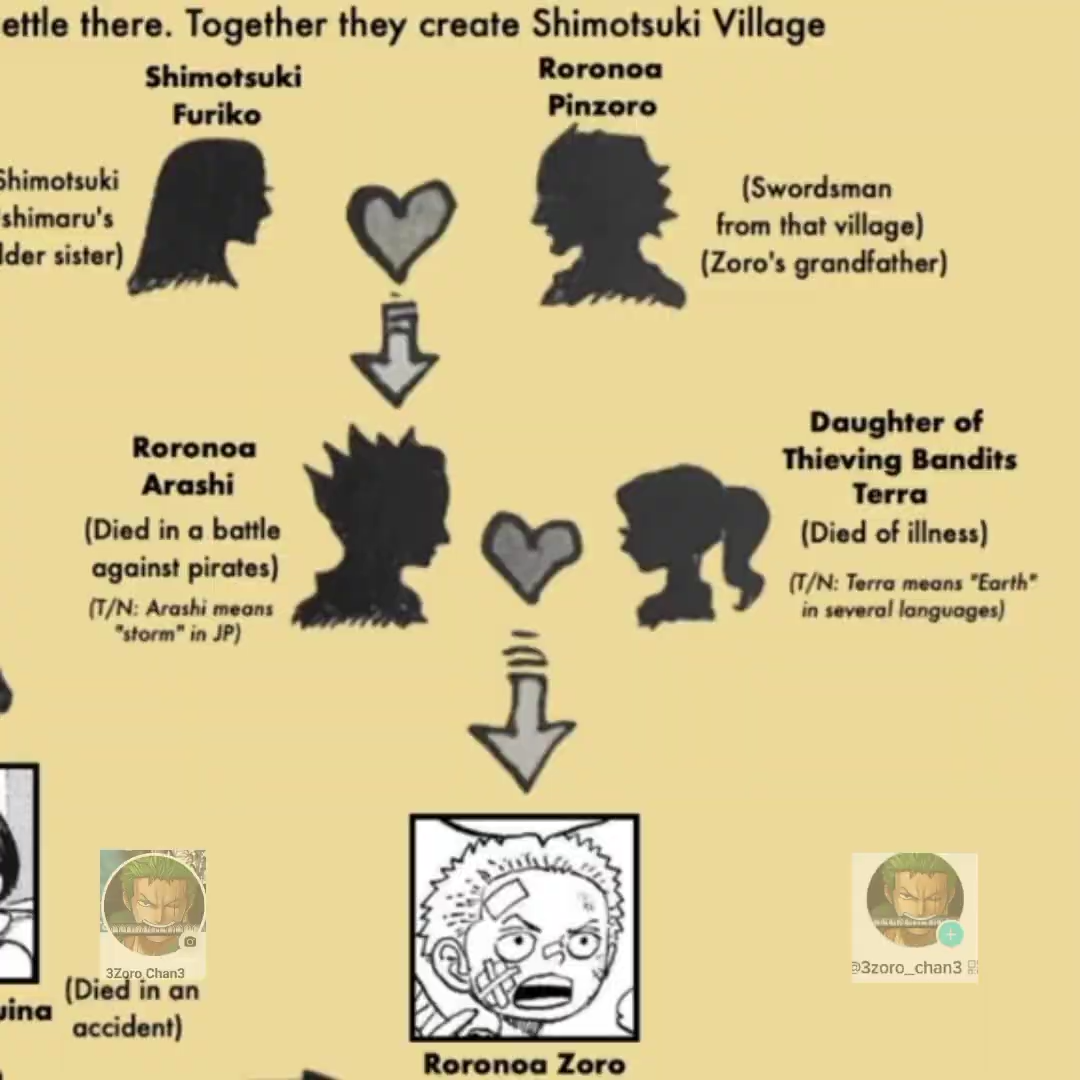 ettle there. Together they create Shimotsuki Village
Shimotsuki
Furiko
Roronoa
Pinzoro
Shimotsuki
shimaru's
lder sister)
(Swordsman
from that village)
(Zoro's grandfather)
Roronoa
Arashi
(Died in a battle
against pirates)
(T/N: Arashi means
"storm" in JP)
Daughter of
Thieving Bandits
Terra
(Died of illness)
(T/N: Terra means "Earth"
in several languages)
3Zoro_Chan3
@3zoro_chan3
uina
(Died in an
accident)
Roronoa Zoro